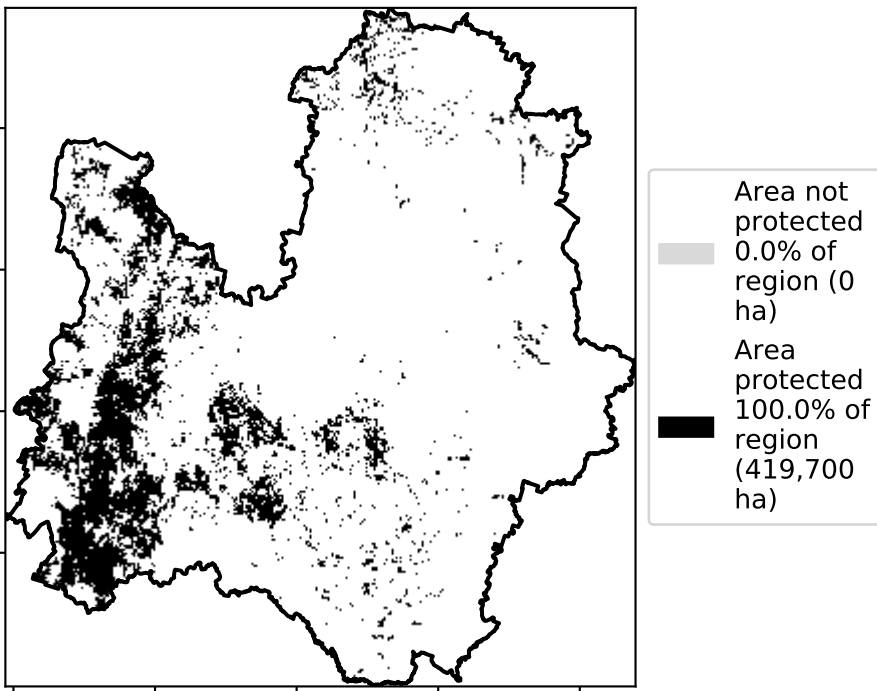 Area not
protected
0.0% of
region (0
ha)
Area
protected
100.0% of
region
(419,700
ha)